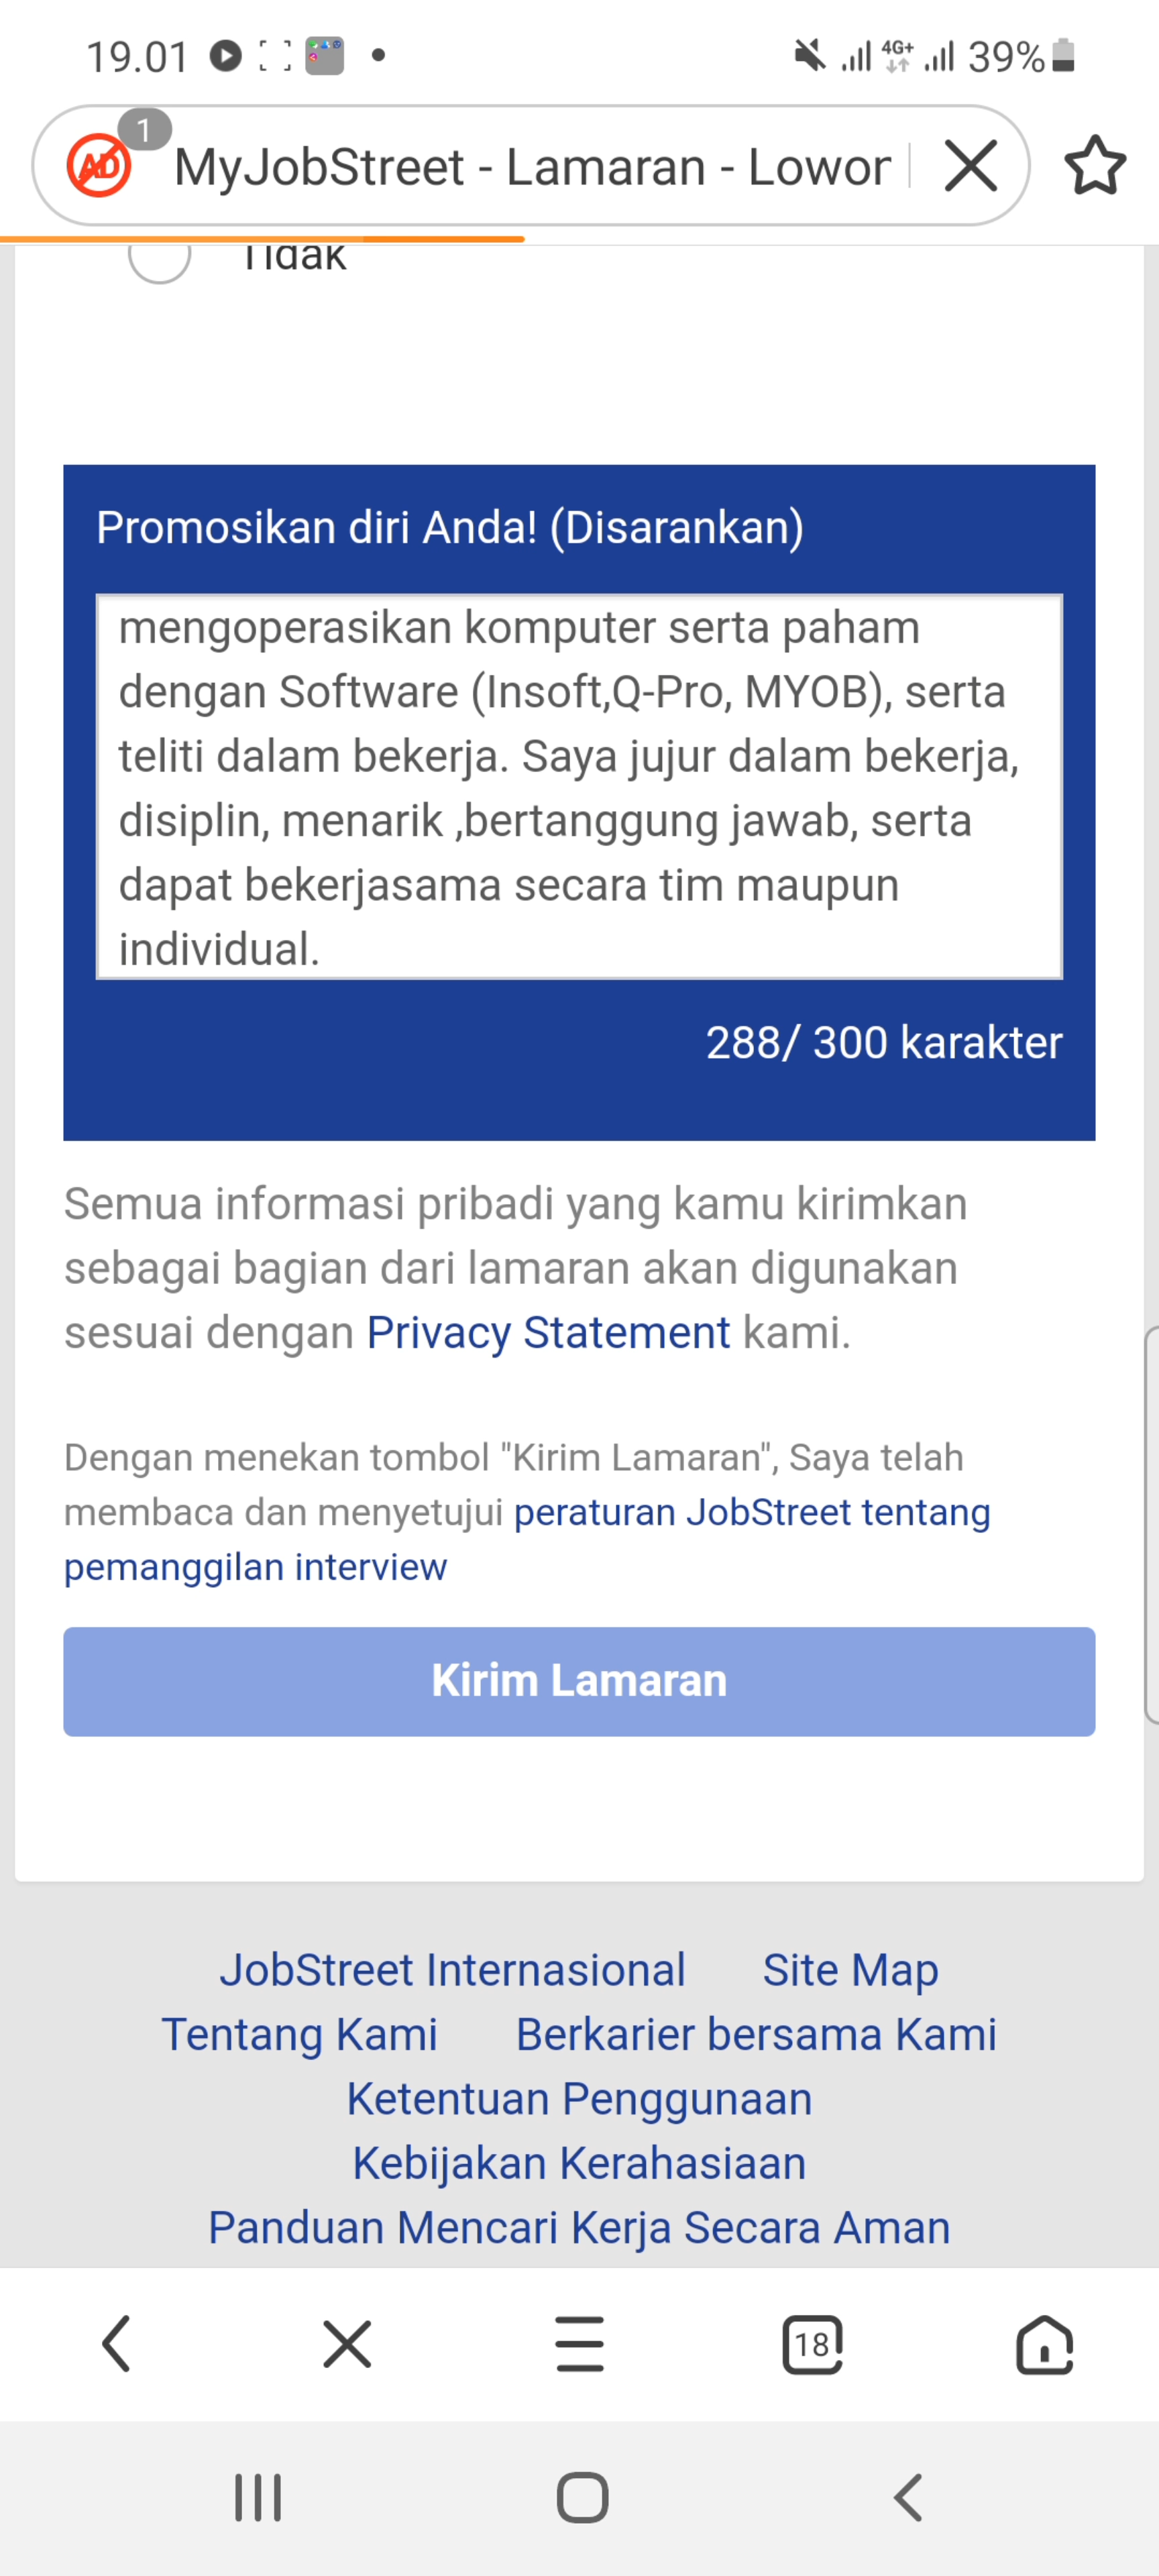 19.01
4G+
39%
1
AD
MyJobStreet - Lamaran - Lowor
Tidak
Promosikan diri Anda! (Disarankan)
mengoperasikan komputer serta paham
dengan Software (Insoft,Q-Pro, MYOB), serta
teliti dalam bekerja. Saya jujur dalam bekerja,
disiplin, menarik ,bertanggung jawab, serta
dapat bekerjasama secara tim maupun
individual.
288/ 300 karakter
Semua informasi pribadi yang kamu kirimkan
sebagai bagian dari lamaran akan digunakan
sesuai dengan Privacy Statement kami.
Dengan menekan tombol "Kirim Lamaran", Saya telah
membaca dan menyetujui peraturan JobStreet tentang
pemanggilan interview
Kirim Lamaran
JobStreet Internasional Site Map
Tentang Kami Berkarier bersama Kami
Ketentuan Penggunaan
Kebijakan Kerahasiaan
Panduan Mencari Kerja Secara Aman
18